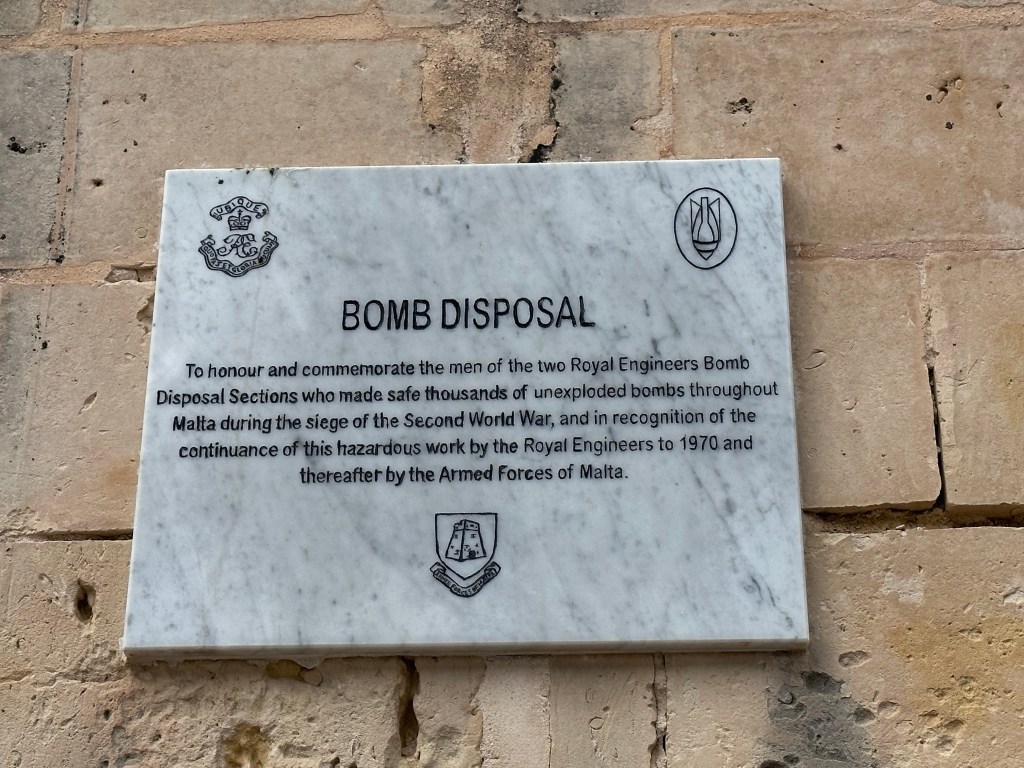 UBIQUE
BOMB DISPOSAL
To honour and commemorate the men of the two Royal Engineers Bomb
Disposal Sections who made safe thousands of unexploded bombs throughout
Malta during the siege of the Second World War, and in recognition of the
continuance of this hazardous work by the Royal Engineers to 1970 and
thereafter by the Armed Forces of Malta.